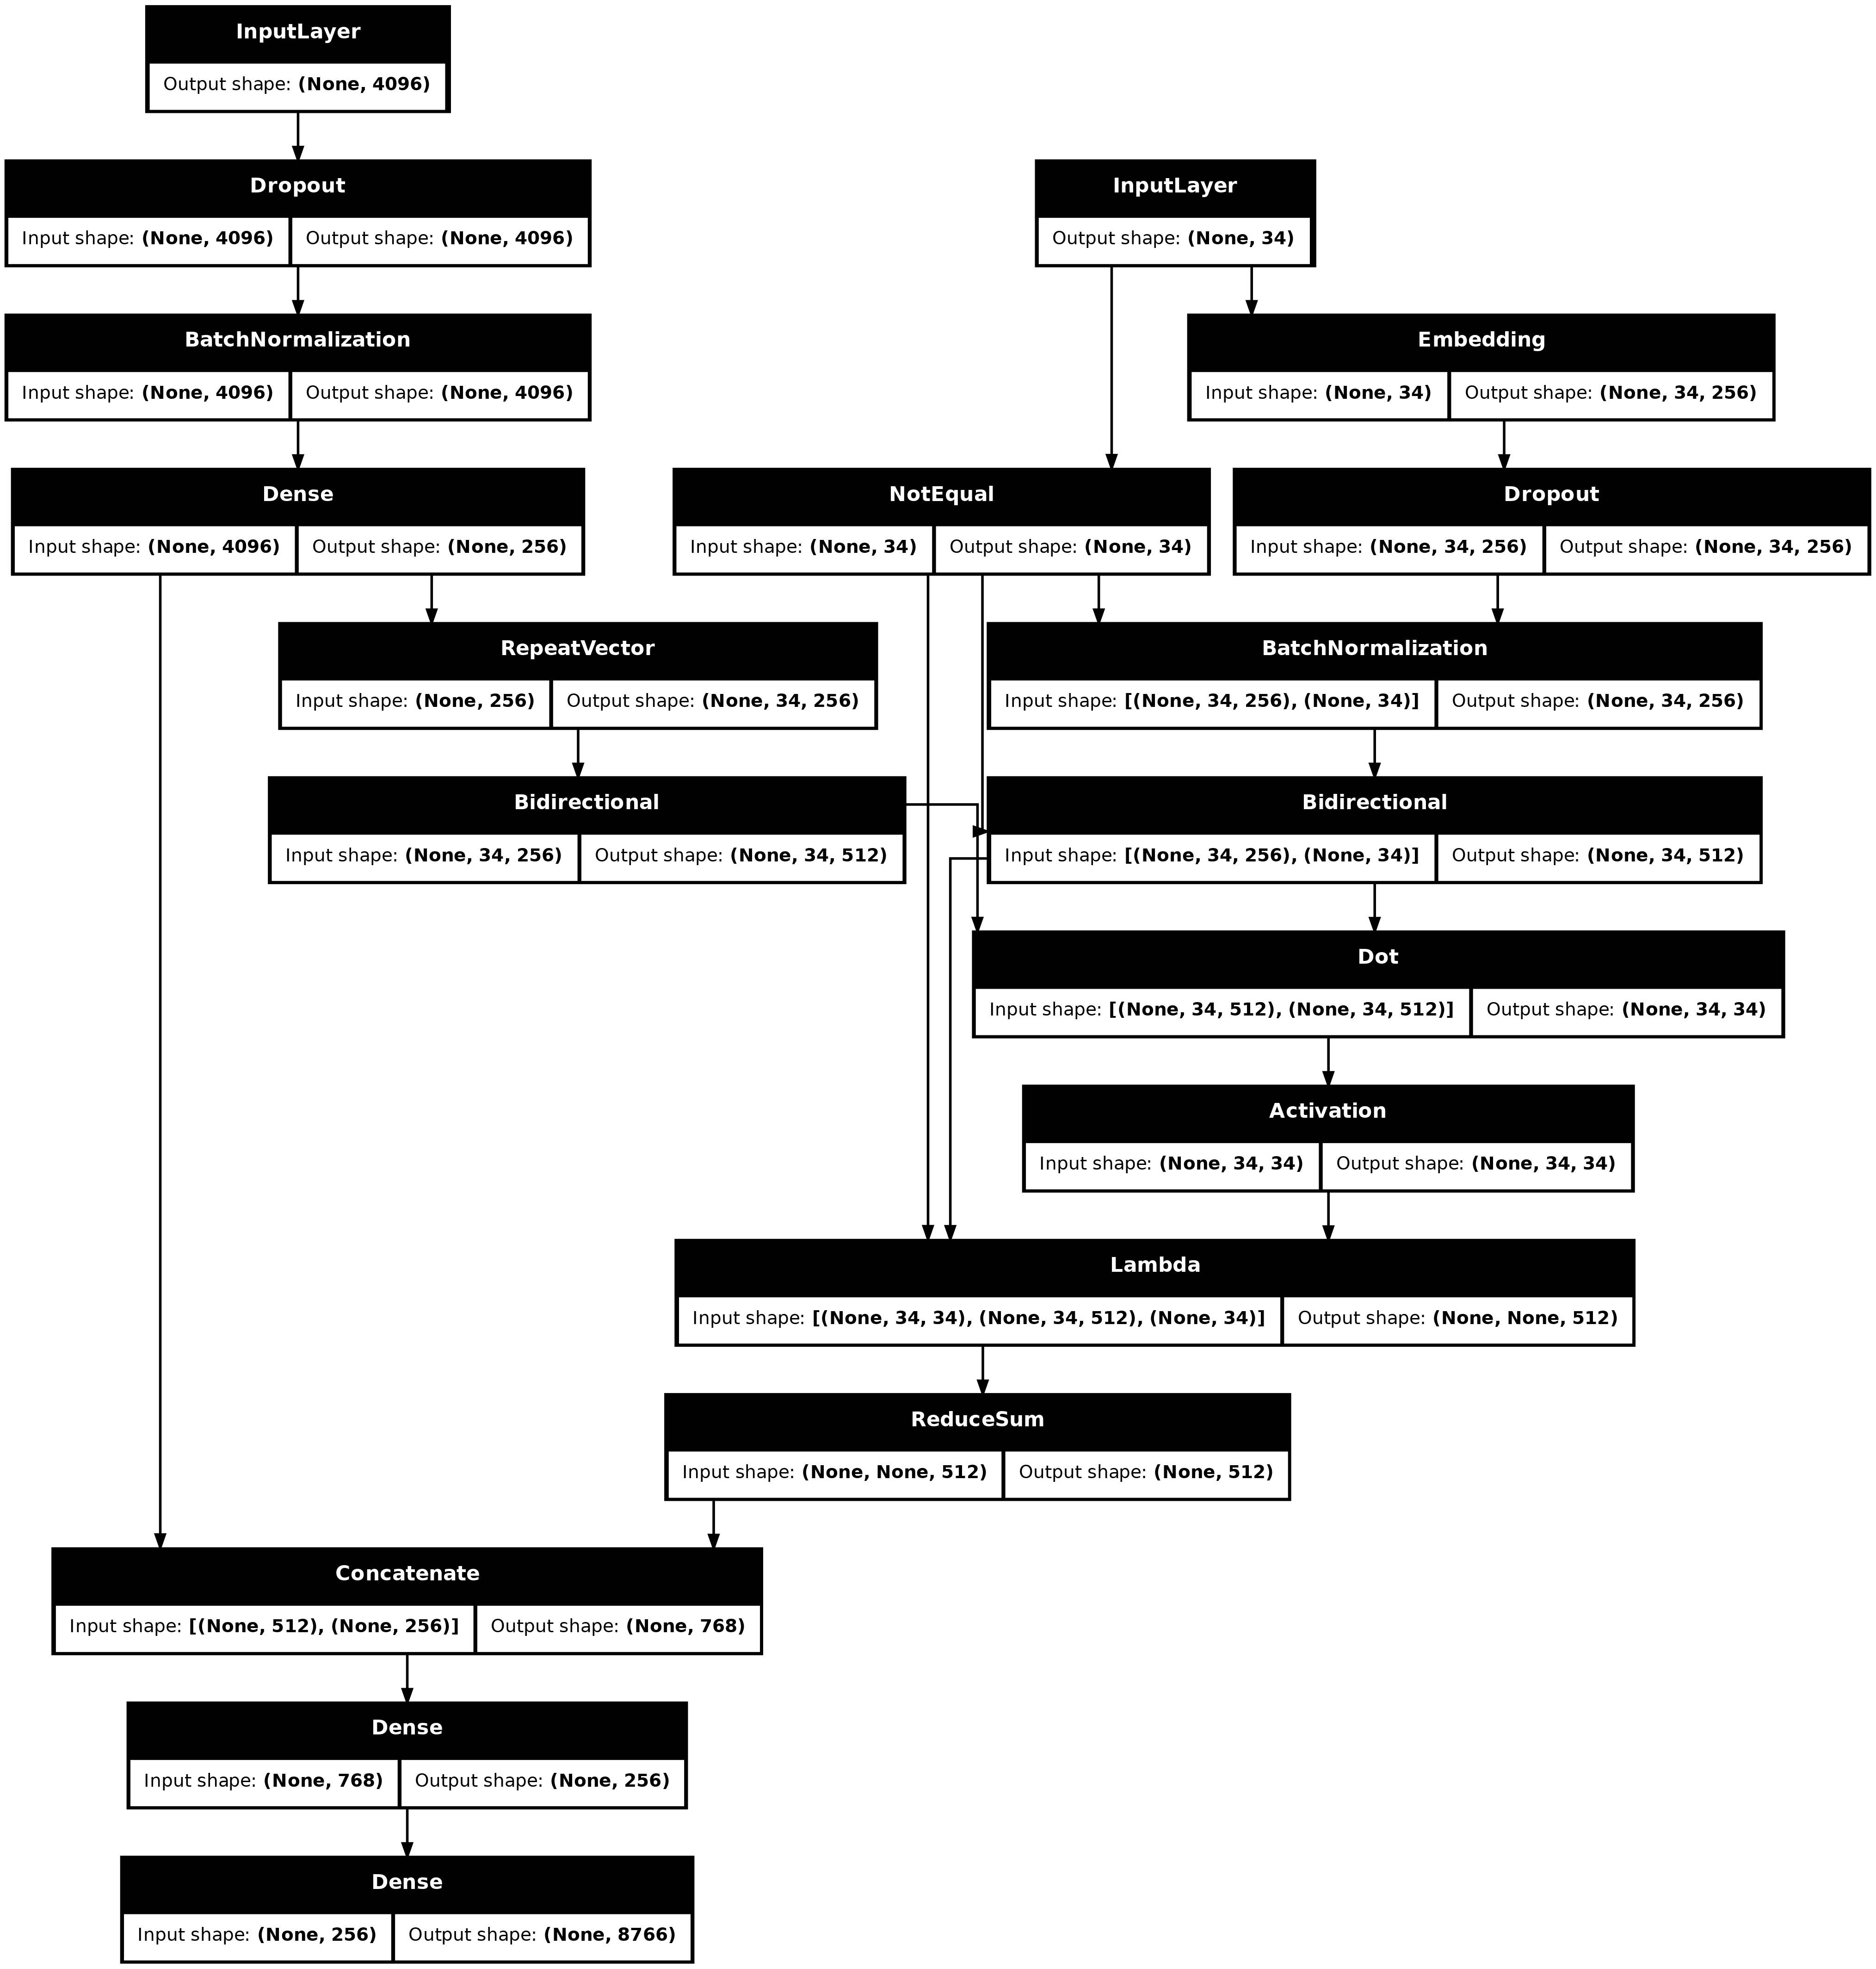 InputLayer
Output shape: (None, 4096)
Dropout
InputLayer
Input shape: (None, 4096) Output shape: (None, 4096)
Output shape: (None, 34)
BatchNormalization
Embedding
Input shape: (None, 4096) Output shape: (None, 4096)
Input shape: (None, 34) Output shape: (None, 34, 256)
Dense
NotEqual
Dropout
Input shape: (None, 4096) Output shape: (None, 256)
Input shape: (None, 34) Output shape: (None, 34)
Input shape: (None, 34, 256) Output shape: (None, 34, 256)
RepeatVector
BatchNormalization
Input shape: (None, 256) Output shape: (None, 34, 256)
Input shape: [(None, 34, 256), (None, 34)] Output shape: (None, 34, 256)
Bidirectional
Bidirectional
Input shape: (None, 34, 256) Output shape: (None, 34, 512)
Input shape: [(None, 34, 256), (None, 34)] Output shape: (None, 34, 512)
Dot
Input shape: [(None, 34, 512), (None, 34, 512)] Output shape: (None, 34, 34)
Activation
Input shape: (None, 34, 34) Output shape: (None, 34, 34)
Lambda
Input shape: [(None, 34, 34), (None, 34, 512), (None, 34)] Output shape: (None, None, 512)
ReduceSum
Input shape: (None, None, 512) Output shape: (None, 512)
Concatenate
Input shape: [(None, 512), (None, 256)] Output shape: (None, 768)
Dense
Input shape: (None, 768) Output shape: (None, 256)
Dense
Input shape: (None, 256) Output shape: (None, 8766)